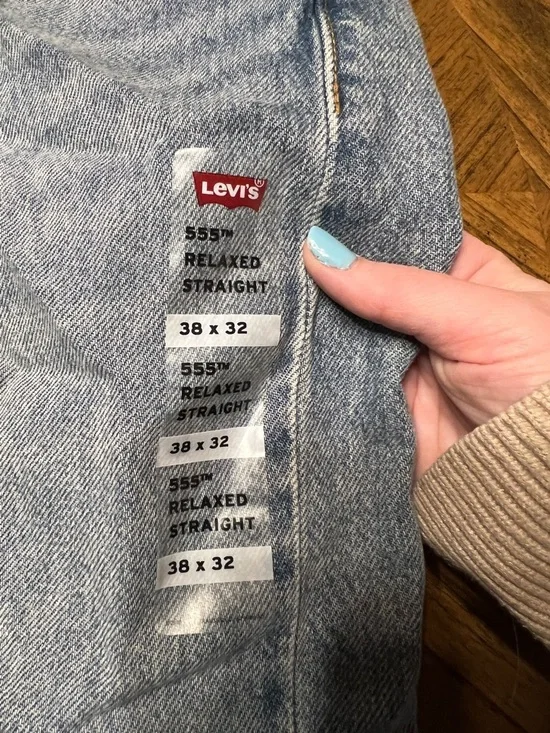 Levi's®
555™
RELAXED
STRAIGHT
38 x 32
555™
RELAXED
STRAIGHT
38 x 32
555™
RELAXED
STRAIGHT
38 x 32